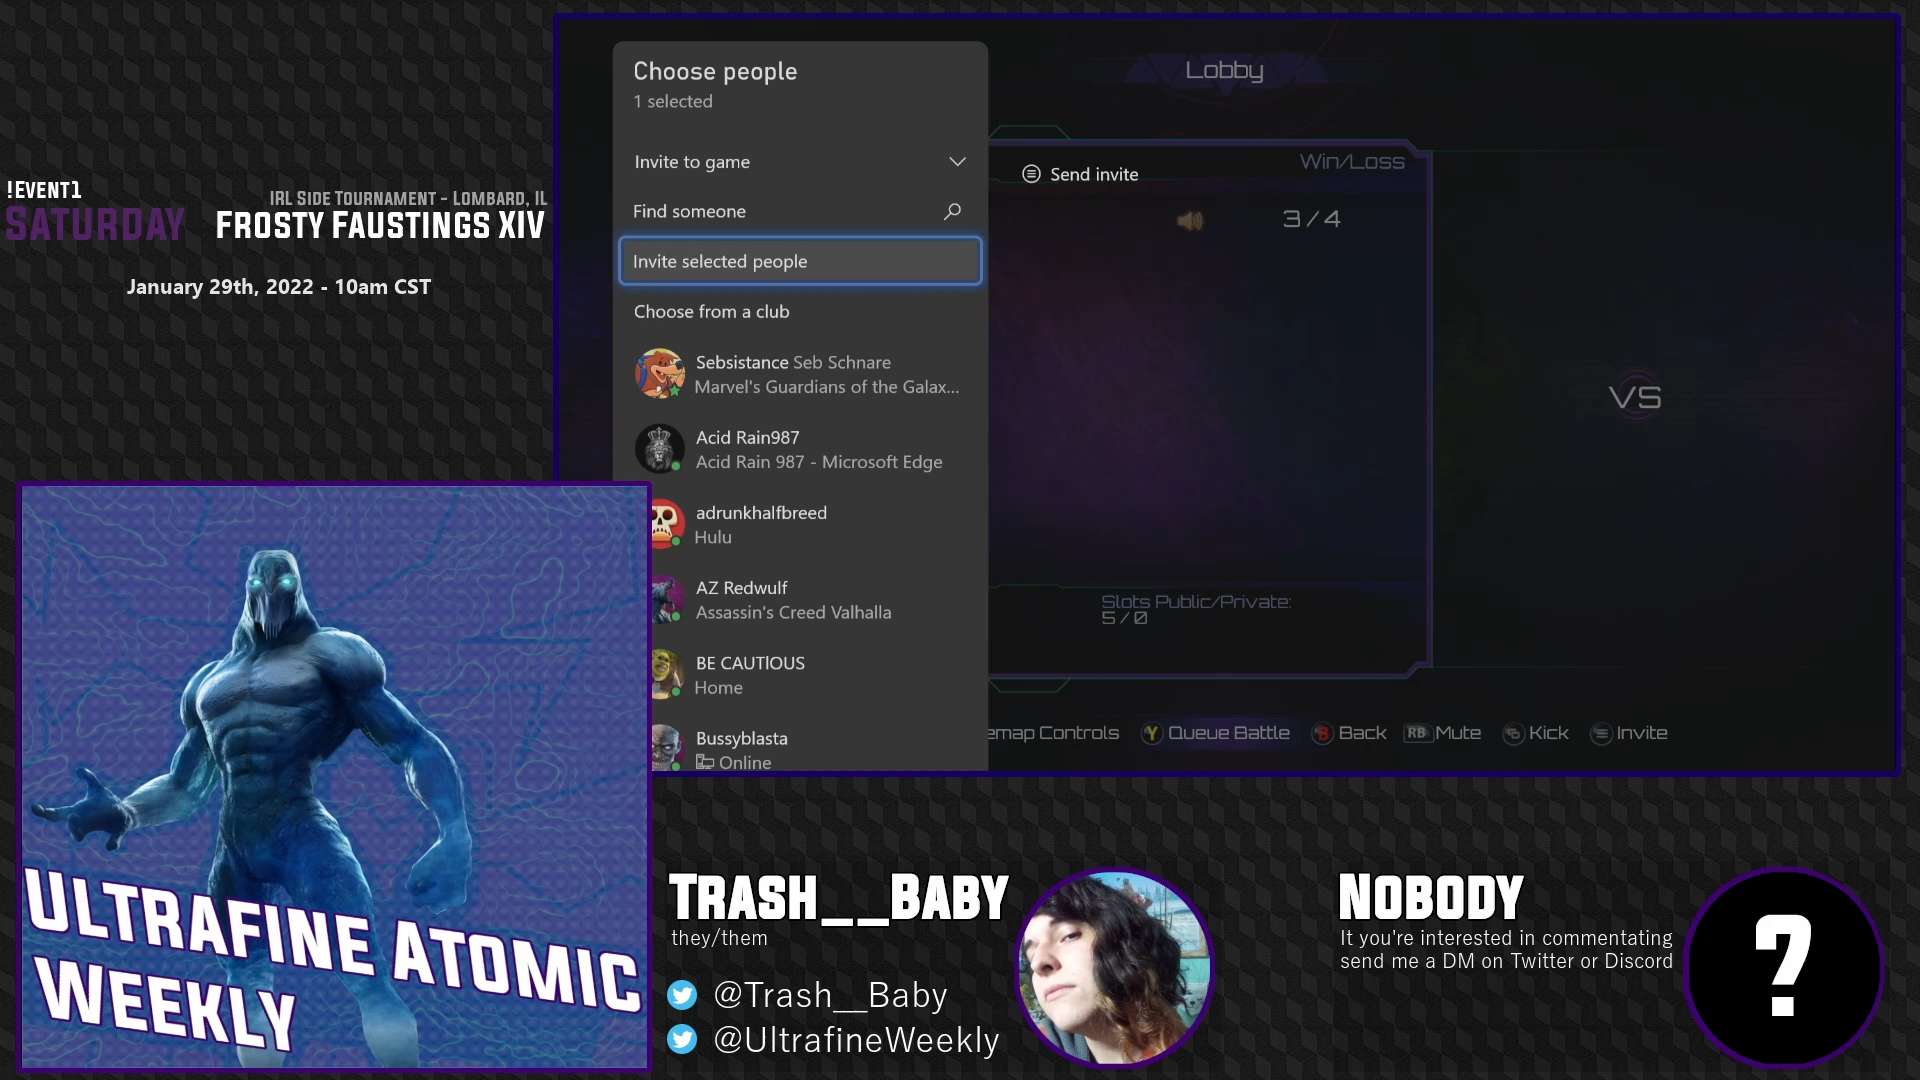 !EVENT1
SATURDAY
IRL SIDE TOURNAMENT - LOMBARD, IL
FROSTY FAUSTINGS XIV
January 29th, 2022 - 10am CST
Choose people
1 selected
Invite to game
Find someone
Invite selected people
Choose from a club
Sebsistance Seb Schnare
Marvel's Guardians of the Galax...
Acid Rain987
Acid Rain 987 - Microsoft Edge
adrunkhalfbreed
Hulu
AZ Redwulf
Assassin's Creed Valhalla
BE CAUTIOUS
Home
Bussyblasta
Online
Lobby
Send invite
Win/Loss
3/4
VS
Slots Public/Private:
5/0
emap Controls
Y Queue Battle
B Back
RB Mute
Kick
Invite
ULTRAFINE ATOMIC
WEEKLY
TRASH__BABY
they/them
@Trash__Baby
@UltrafineWeekly
NOBODY
It you're interested in commentating
send me a DM on Twitter or Discord
?